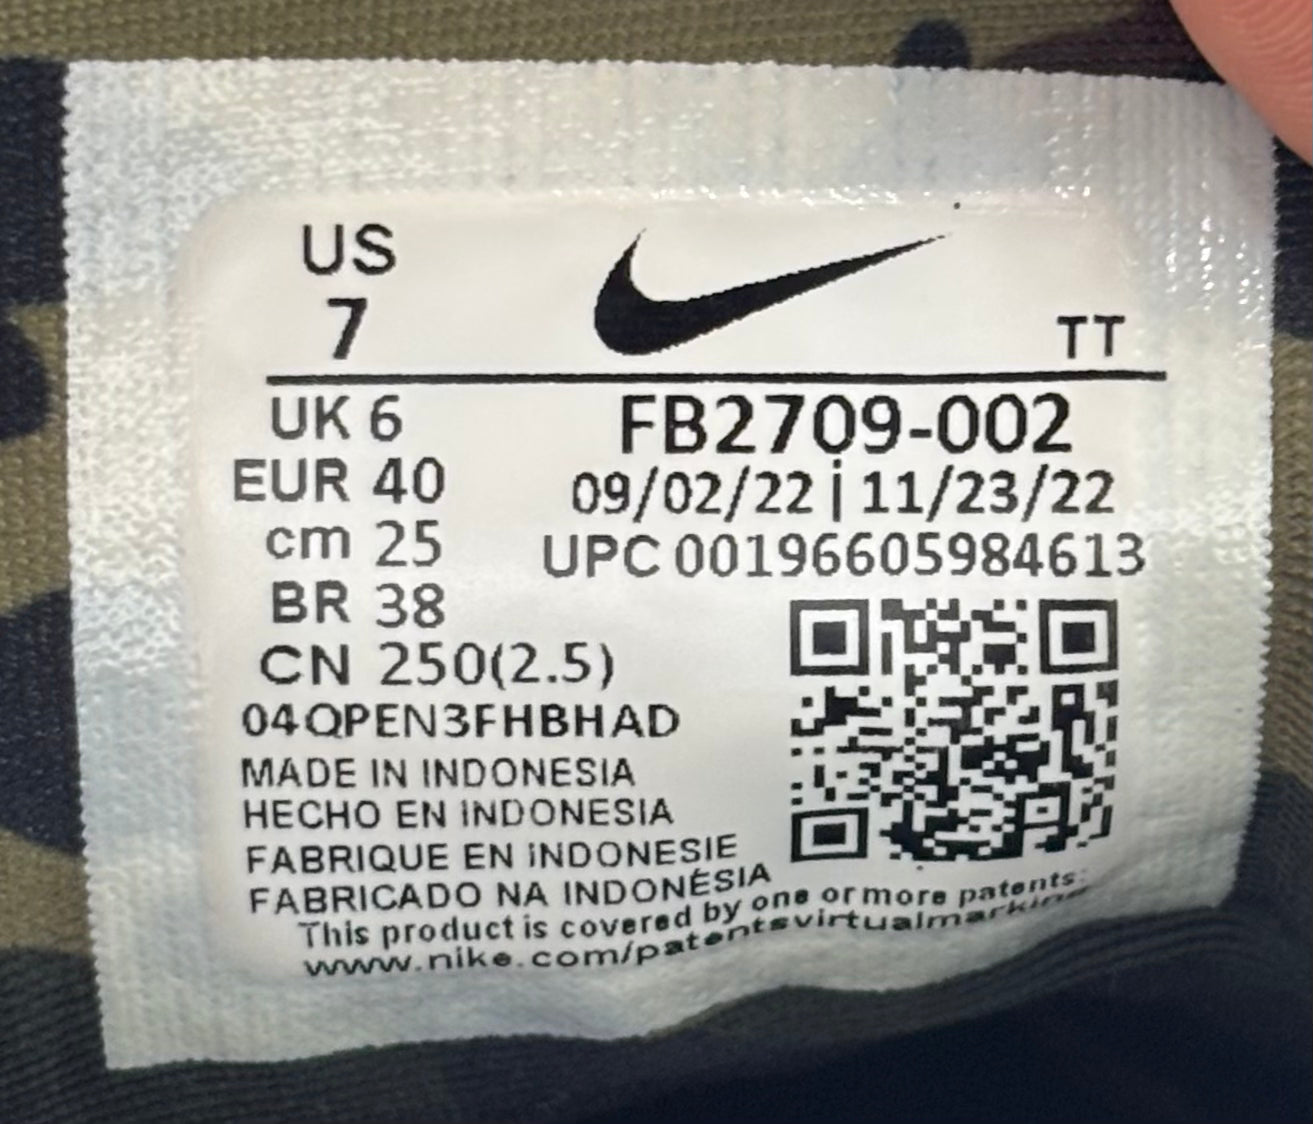 US
7
TT
UK 6
EUR 40
cm 25
BR 38
CN 250(2.5)
FB2709-002
09/02/22 | 11/23/22
UPC 00196605984613
04QPEN3FHBHAD
MADE IN INDONESIA
HECHO EN INDONESIA
FABRIQUE EN INDONESIE
FABRICADO NA INDONÉSIA
This product is covered by one or more patents:
www.nike.com/patentsvirtualmarking